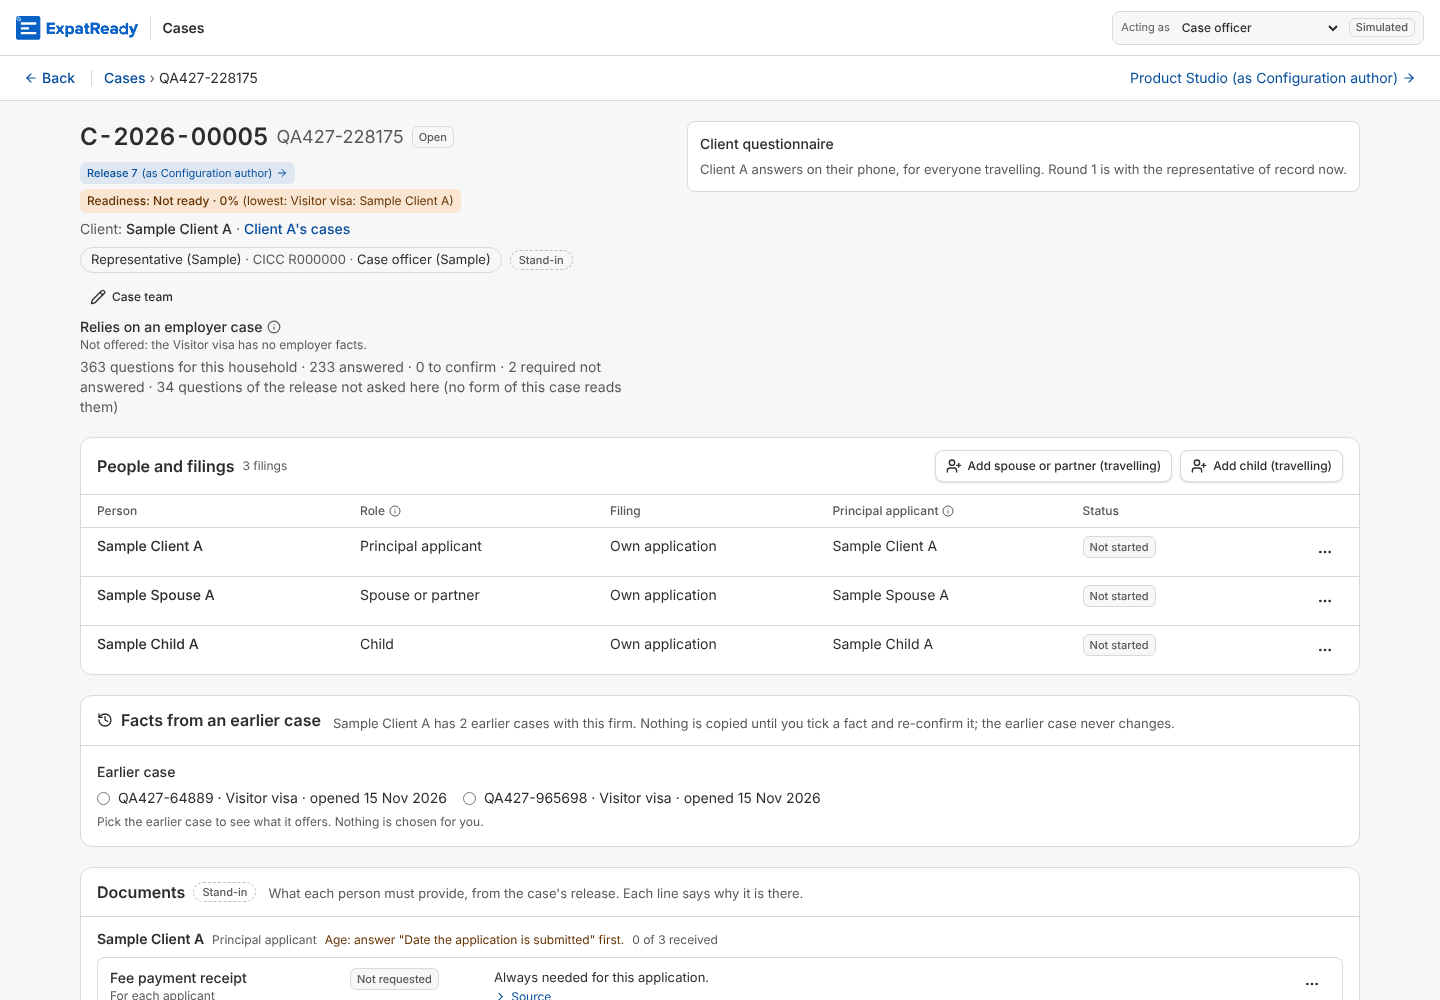 ExpatReady
Cases
Acting as Case officer Simulated
Back
Cases › QA427-228175
Product Studio (as Configuration author) →
C-2026-00005 QA427-228175 Open
Client questionnaire
Client A answers on their phone, for everyone travelling. Round 1 is with the representative of record now.
Release 7 (as Configuration author) →
Readiness: Not ready · 0% (lowest: Visitor visa: Sample Client A)
Client: Sample Client A · Client A's cases
Representative (Sample) · CICC R000000 · Case officer (Sample) Stand-in
Case team
Relies on an employer case
Not offered: the Visitor visa has no employer facts.
363 questions for this household · 233 answered · 0 to confirm · 2 required not
answered · 34 questions of the release not asked here (no form of this case reads
them)
People and filings 3 filings
Add spouse or partner (travelling) Add child (travelling)
Person Role Filing Principal applicant Status
Sample Client A Principal applicant Own application Sample Client A Not started
Sample Spouse A Spouse or partner Own application Sample Spouse A Not started
Sample Child A Child Own application Sample Child A Not started
Facts from an earlier case Sample Client A has 2 earlier cases with this firm. Nothing is copied until you tick a fact and re-confirm it; the earlier case never changes.
Earlier case
QA427-64889 · Visitor visa · opened 15 Nov 2026 QA427-965698 · Visitor visa · opened 15 Nov 2026
Pick the earlier case to see what it offers. Nothing is chosen for you.
Documents Stand-in What each person must provide, from the case's release. Each line says why it is there.
Sample Client A Principal applicant Age: answer "Date the application is submitted" first. 0 of 3 received
Fee payment receipt Not requested Always needed for this application.
For each applicant Source